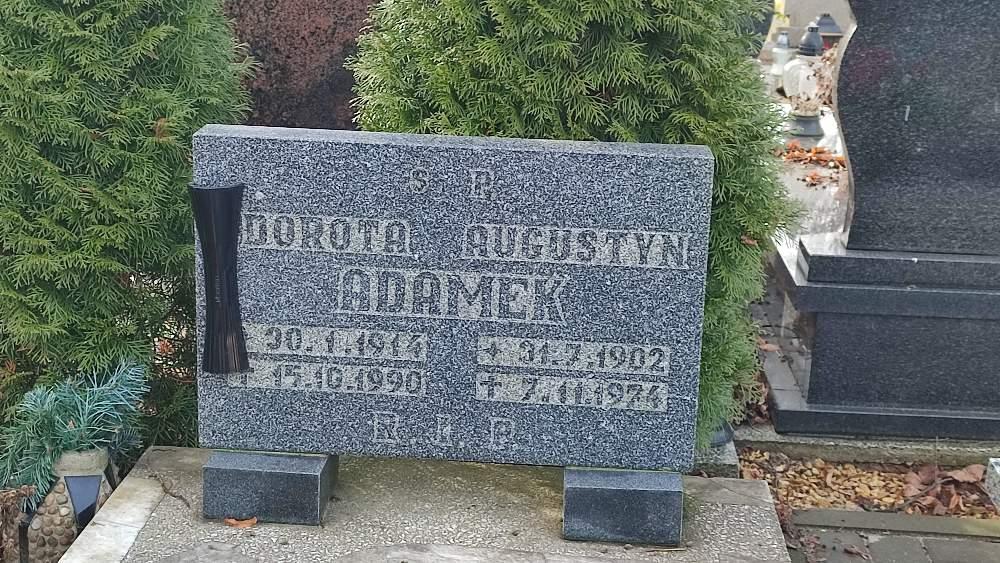 Ś. P.
DOROTA AUGUSTYN
ADAMEK
30.1.1914 * 31.7.1902
† 15.10.1990 † 7.11.1974
R. I. P.